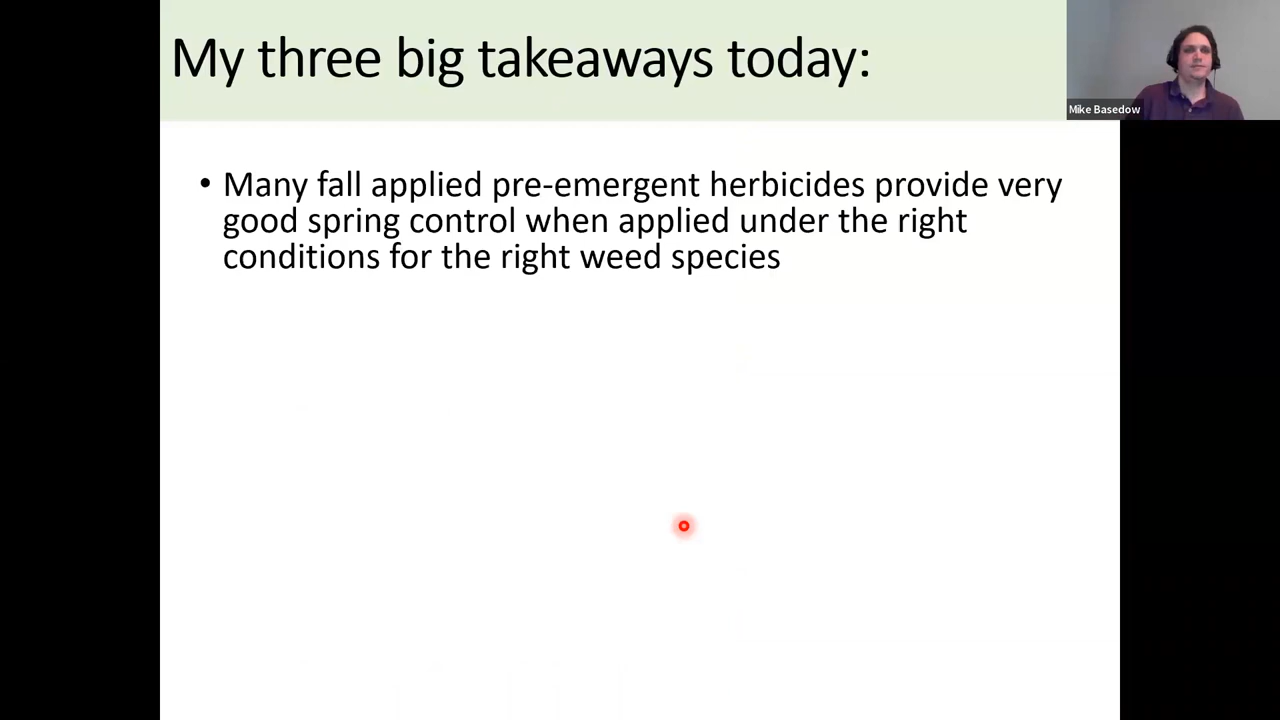 My three big takeaways today:
Mike Basedow
• Many fall applied pre-emergent herbicides provide very
good spring control when applied under the right
conditions for the right weed species